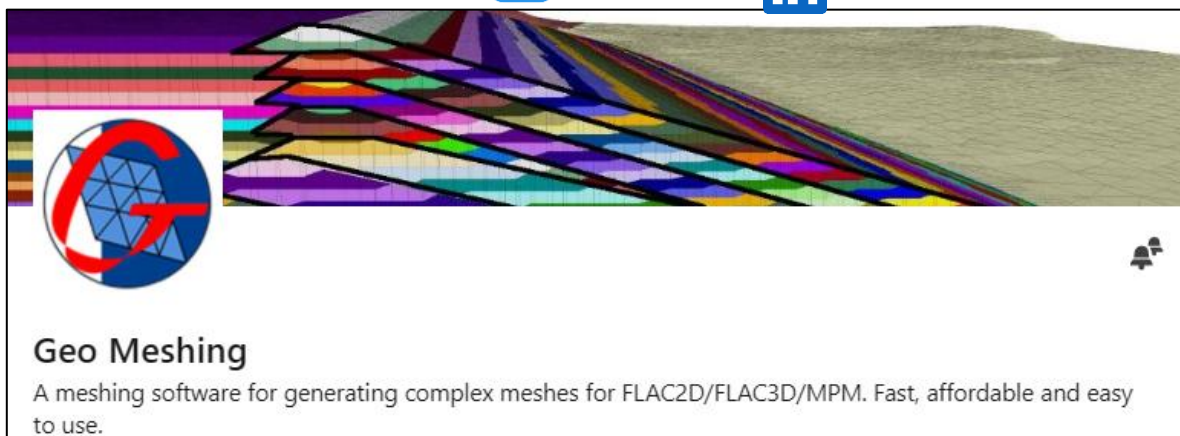 Geo Meshing
A meshing software for generating complex meshes for FLAC2D/FLAC3D/MPM. Fast, affordable and easy
to use.